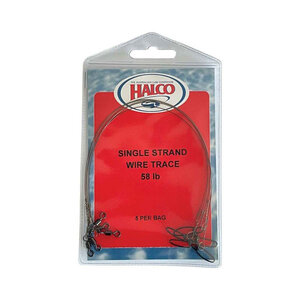 HALCO
SINGLE STRAND
WIRE TRACE
58 lb
5 PER BAG